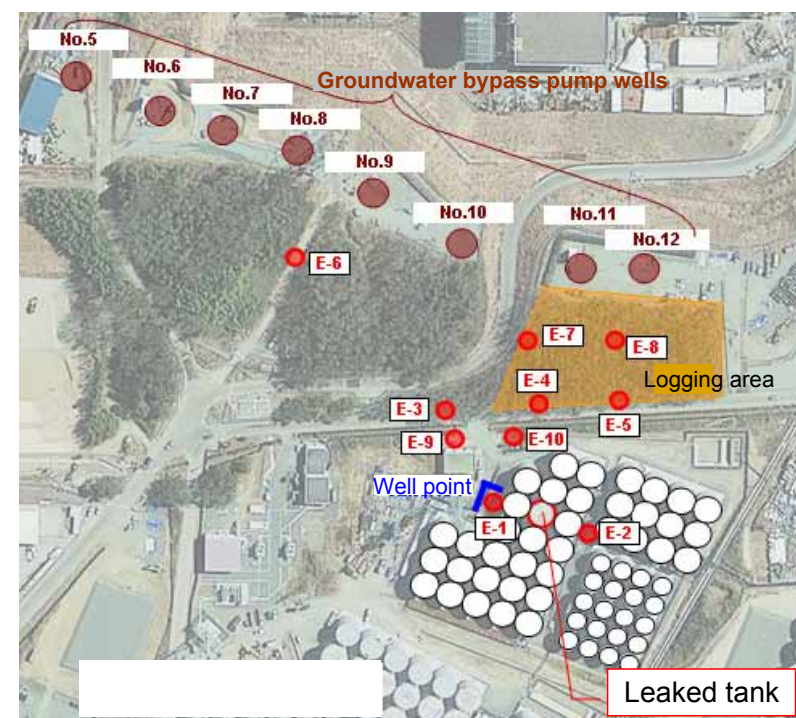 No.5
No.6
No.7
No.8
No.9
No.10
No.11
No.12
Groundwater bypass pump wells
E-6
E-7
E-8
Logging area
E-4
E-5
E-3
E-9
E-10
Well point
E-1
E-2
Leaked tank